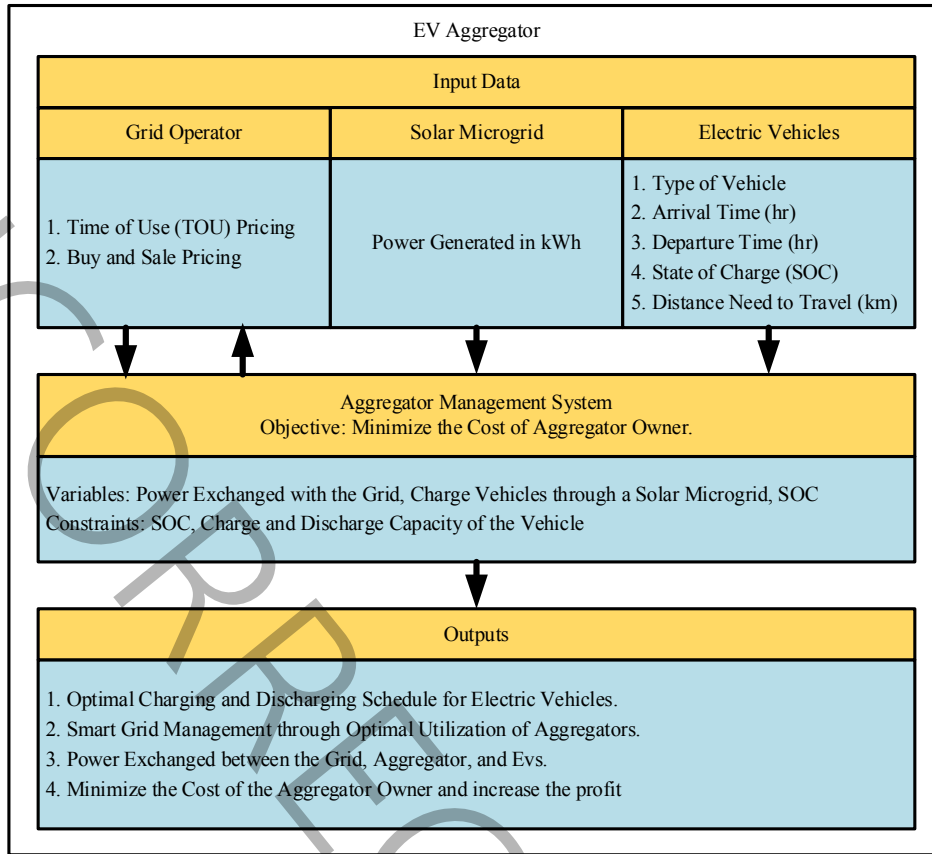 EV Aggregator
Input Data
Grid Operator
Solar Microgrid
Electric Vehicles
1. Time of Use (TOU) Pricing
2. Buy and Sale Pricing
Power Generated in kWh
1. Type of Vehicle
2. Arrival Time (hr)
3. Departure Time (hr)
4. State of Charge (SOC)
5. Distance Need to Travel (km)
Aggregator Management System
Objective: Minimize the Cost of Aggregator Owner.
Variables: Power Exchanged with the Grid, Charge Vehicles through a Solar Microgrid, SOC
Constraints: SOC, Charge and Discharge Capacity of the Vehicle
Outputs
1. Optimal Charging and Discharging Schedule for Electric Vehicles.
2. Smart Grid Management through Optimal Utilization of Aggregators.
3. Power Exchanged between the Grid, Aggregator, and Evs.
4. Minimize the Cost of the Aggregator Owner and increase the profit